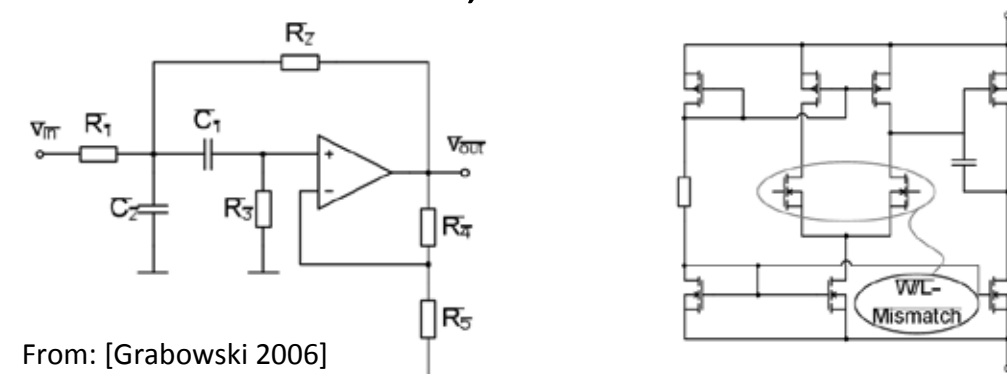 R2
Vin
R1
C1
Vout
C2
R3
R4
R5
+
-
W/L-
Mismatch
From: [Grabowski 2006]